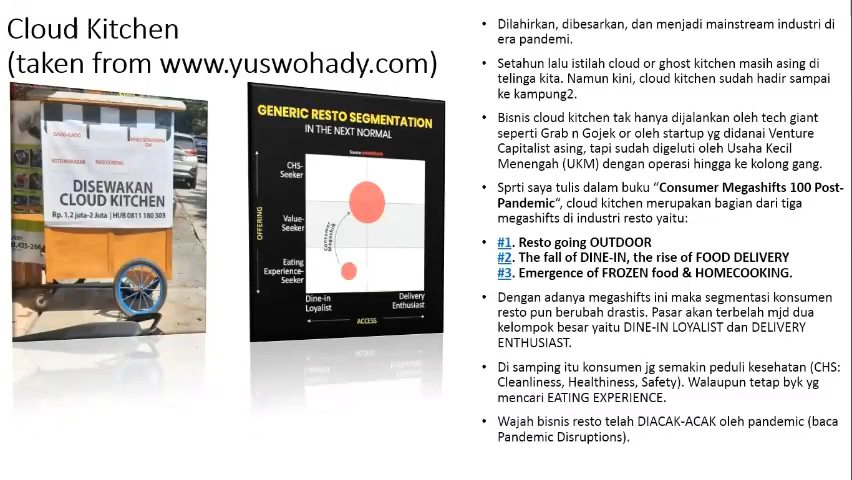 Cloud Kitchen
(taken from www.yuswohady.com)
GADO-GADO
NASI GORENG
DISEWAKAN
CLOUD KITCHEN
Rp. 1,2 juta-2 Juta | HUB 0811 180 303
GENERIC RESTO SEGMENTATION
IN THE NEXT NORMAL
CHS-
Seeker
Value-
Seeker
Eating
Experience-
Seeker
OFFERING
Consumer
Megashift
Dine-in
Loyalist
Delivery
Enthusiast
ACCESS
• Dilahirkan, dibesarkan, dan menjadi mainstream industri di
era pandemi.
• Setahun lalu istilah cloud or ghost kitchen masih asing di
telinga kita. Namun kini, cloud kitchen sudah hadir sampai
ke kampung2.
• Bisnis cloud kitchen tak hanya dijalankan oleh tech giant
seperti Grab n Gojek or oleh startup yg didanai Venture
Capitalist asing, tapi sudah digeluti oleh Usaha Kecil
Menengah (UKM) dengan operasi hingga ke kolong gang.
• Sprti saya tulis dalam buku “Consumer Megashifts 100 Post-
Pandemic“, cloud kitchen merupakan bagian dari tiga
megashifts di industri resto yaitu:
• #1. Resto going OUTDOOR
#2. The fall of DINE-IN, the rise of FOOD DELIVERY
#3. Emergence of FROZEN food & HOMECOOKING.
• Dengan adanya megashifts ini maka segmentasi konsumen
resto pun berubah drastis. Pasar akan terbelah mjd dua
kelompok besar yaitu DINE-IN LOYALIST dan DELIVERY
ENTHUSIAST.
• Di samping itu konsumen jg semakin peduli kesehatan (CHS:
Cleanliness, Healthiness, Safety). Walaupun tetap byk yg
mencari EATING EXPERIENCE.
• Wajah bisnis resto telah DIACAK-ACAK oleh pandemic (baca
Pandemic Disruptions).